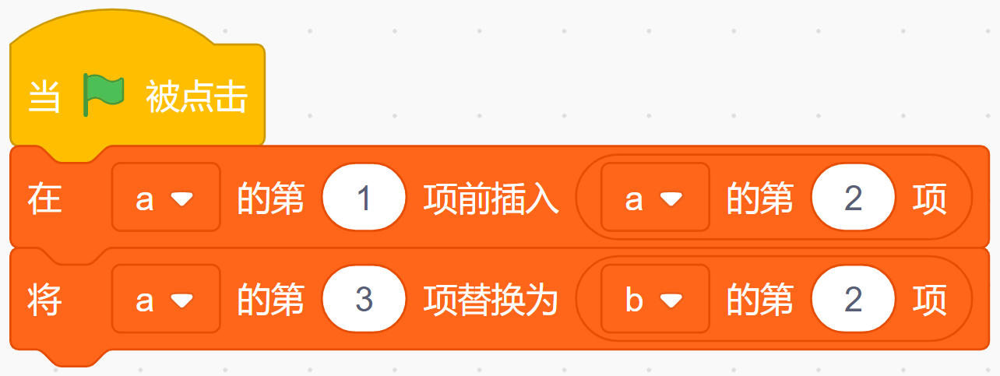 当 被点击
在 a 的第 1 项前插入 a 的第 2 项
将 a 的第 3 项替换为 b 的第 2 项